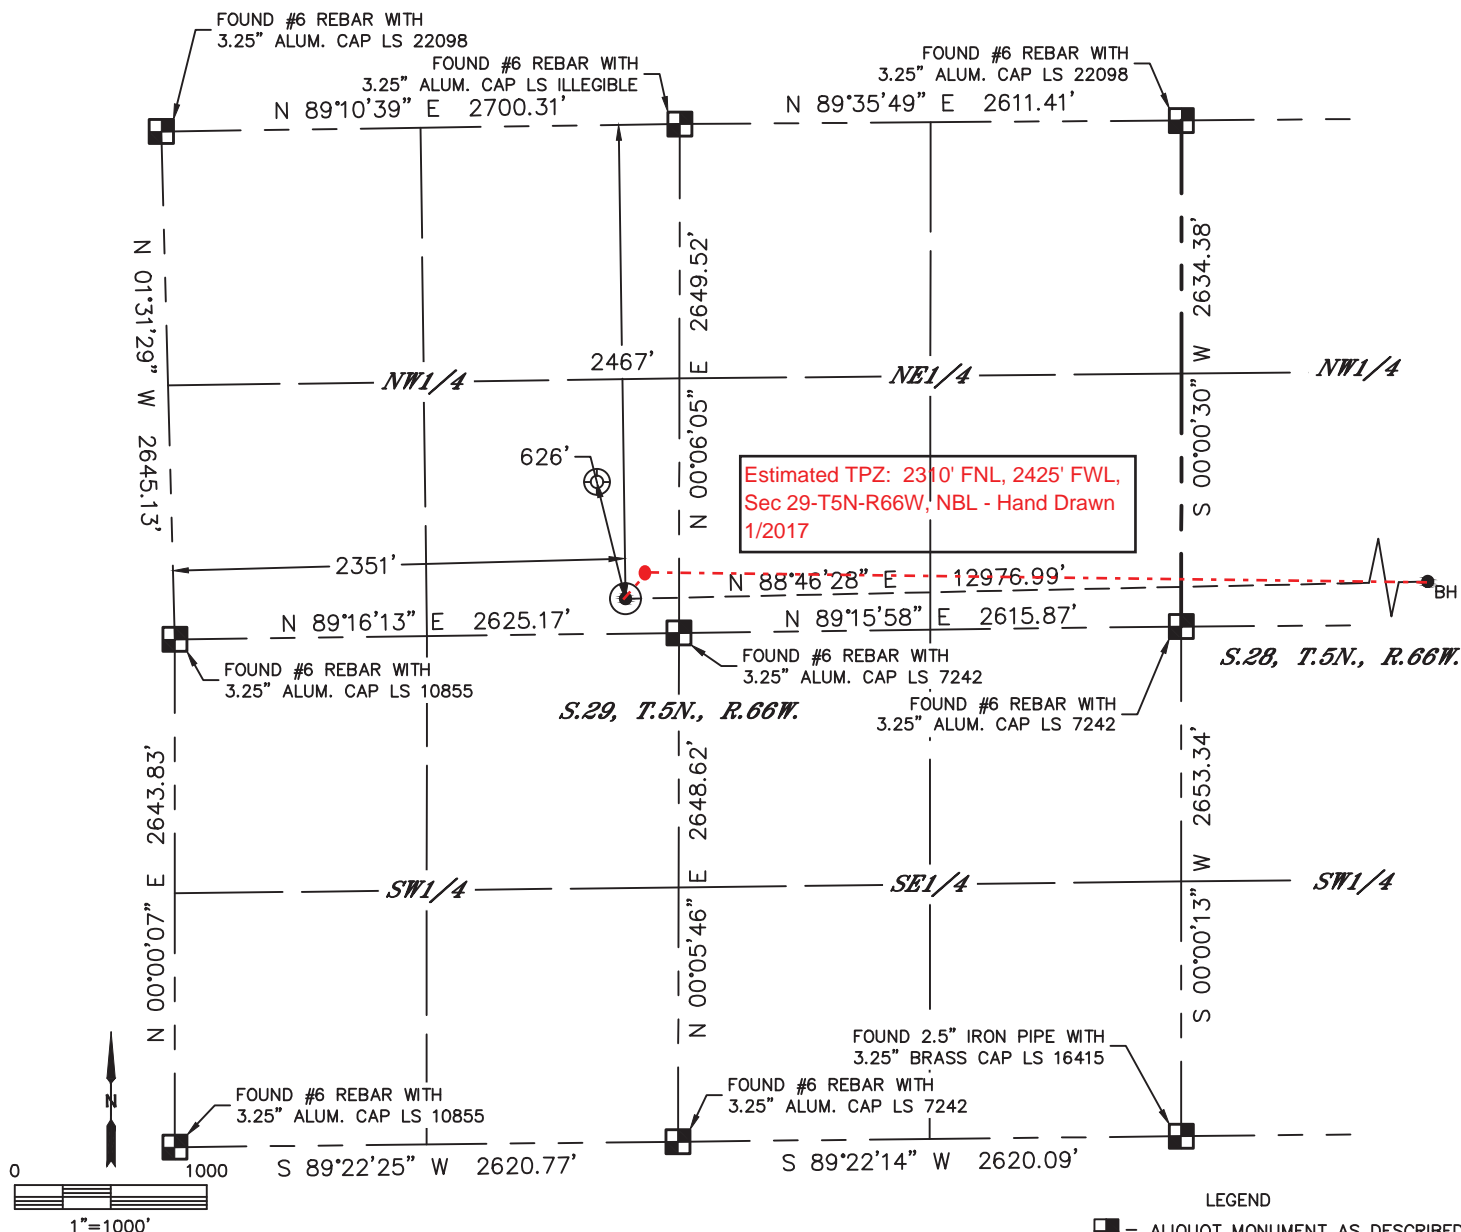 FOUND #6 REBAR WITH
3.25" ALUM. CAP LS 22098
FOUND #6 REBAR WITH
3.25" ALUM. CAP LS ILLEGIBLE
FOUND #6 REBAR WITH
3.25" ALUM. CAP LS 22098
N 89°10'39" E 2700.31'
N 89°35'49" E 2611.41'
N 01°31'29" W 2645.13'
N 00°06'05" E 2649.52'
S 00°00'30" W 2634.38'
2467'
NW1/4
NE1/4
NW1/4
626'
Estimated TPZ: 2310' FNL, 2425' FWL,
Sec 29-T5N-R66W, NBL - Hand Drawn
1/2017
2351'
N 88°46'28" E 12976.99'
BH
N 89°16'13" E 2625.17'
N 89°15'58" E 2615.87'
FOUND #6 REBAR WITH
3.25" ALUM. CAP LS 10855
FOUND #6 REBAR WITH
3.25" ALUM. CAP LS 7242
S.28, T.5N., R.66W.
S.29, T.5N., R.66W.
FOUND #6 REBAR WITH
3.25" ALUM. CAP LS 7242
N 00°00'07" E 2643.83'
N 00°05'46" E 2648.62'
S 00°00'13" W 2653.34'
SW1/4
SE1/4
SW1/4
FOUND 2.5" IRON PIPE WITH
3.25" BRASS CAP LS 16415
N
FOUND #6 REBAR WITH
3.25" ALUM. CAP LS 10855
FOUND #6 REBAR WITH
3.25" ALUM. CAP LS 7242
S 89°22'25" W 2620.77'
S 89°22'14" W 2620.09'
0 1000
1"=1000'
LEGEND
= ALIQUOT MONUMENT AS DESCRIBED